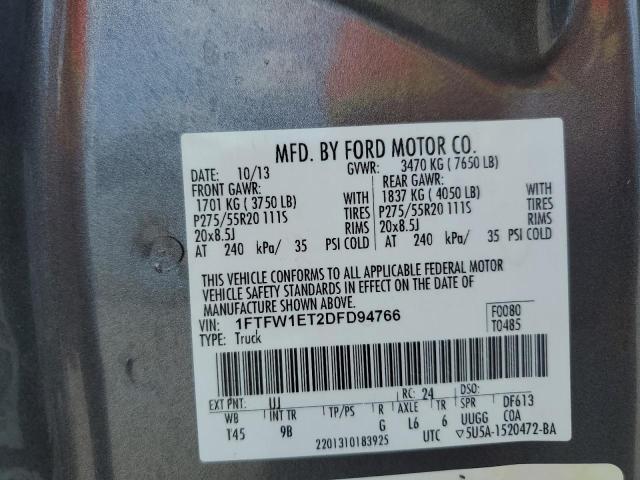 MFD. BY FORD MOTOR CO.
DATE: 10/13 GVWR: 3470 KG ( 7650 LB)
FRONT GAWR: REAR GAWR:
1701 KG ( 3750 LB) WITH 1837 KG ( 4050 LB) WITH
P275/55R20 111S TIRES P275/55R20 111S TIRES
20x8.5J RIMS 20x8.5J RIMS
AT 240 kPa/ 35 PSI COLD AT 240 kPa/ 35 PSI COLD
THIS VEHICLE CONFORMS TO ALL APPLICABLE FEDERAL MOTOR
VEHICLE SAFETY STANDARDS IN EFFECT ON THE DATE OF
MANUFACTURE SHOWN ABOVE.
VIN: 1FTFW1ET2DFD94766 F0080
TYPE: Truck T0485
EXT PNT: UJ RC: 24 DSO:
WB INT TR TP/PS R AXLE TR SPR DF613
T45 9B G L6 6 UUGG COA
2201310183925 UTC ▽5U5A-1520472-BA